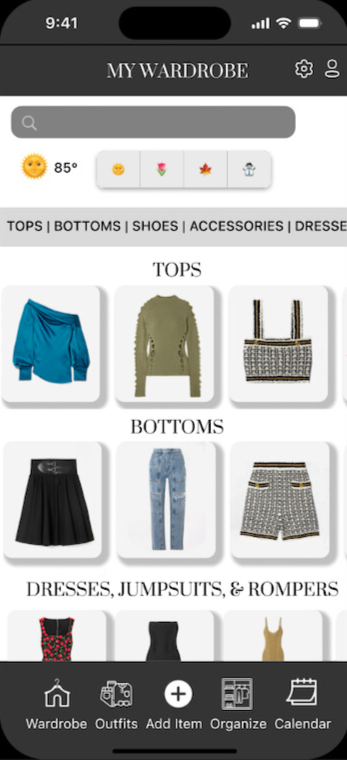 9:41
MY WARDROBE
85°
TOPS | BOTTOMS | SHOES | ACCESSORIES | DRESSE
TOPS
BOTTOMS
DRESSES, JUMPSUITS, & ROMPERS
Wardrobe Outfits Add Item Organize Calendar